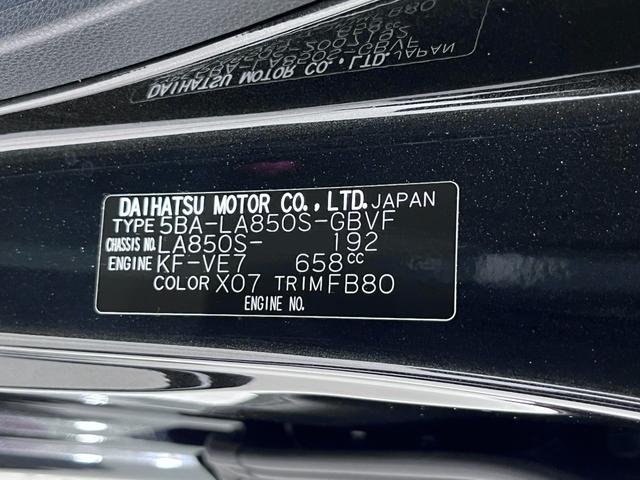 DAIHATSU MOTOR CO., LTD. JAPAN
TYPE 5BA-LA850S-GBVF
CHASSIS NO. LA850S- 192
ENGINE KF-VE7 658cc
COLOR X07 TRIM FB80
ENGINE NO.